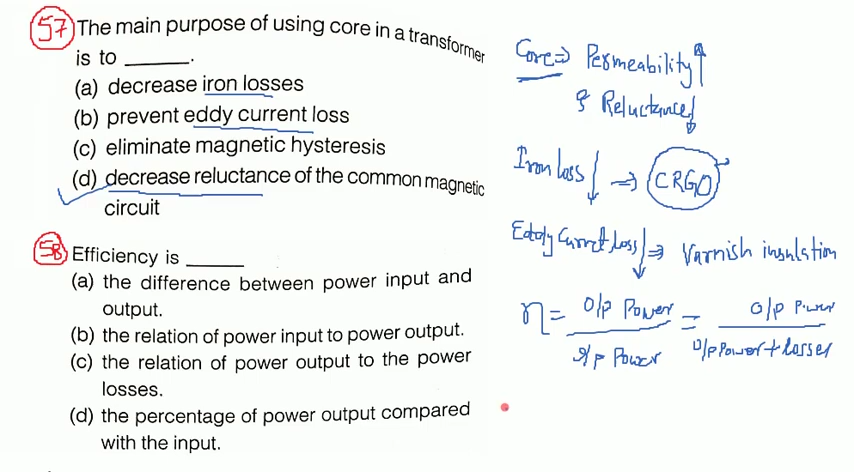 57 The main purpose of using core in a transformer
is to ______.
(a) decrease iron losses
(b) prevent eddy current loss
(c) eliminate magnetic hysteresis
(d) decrease reluctance of the common magnetic
circuit
58 Efficiency is ______
(a) the difference between power input and
output.
(b) the relation of power input to power output.
(c) the relation of power output to the power
losses.
(d) the percentage of power output compared
with the input.
Core ⇒ Permeability ↑
& Reluctance ↓
Iron loss ↓ ⇒ CRGO
Eddy Current loss ↓ ⇒ Varnish insulation
η = O/p Power / I/p Power = O/p Power / O/p Power + losses